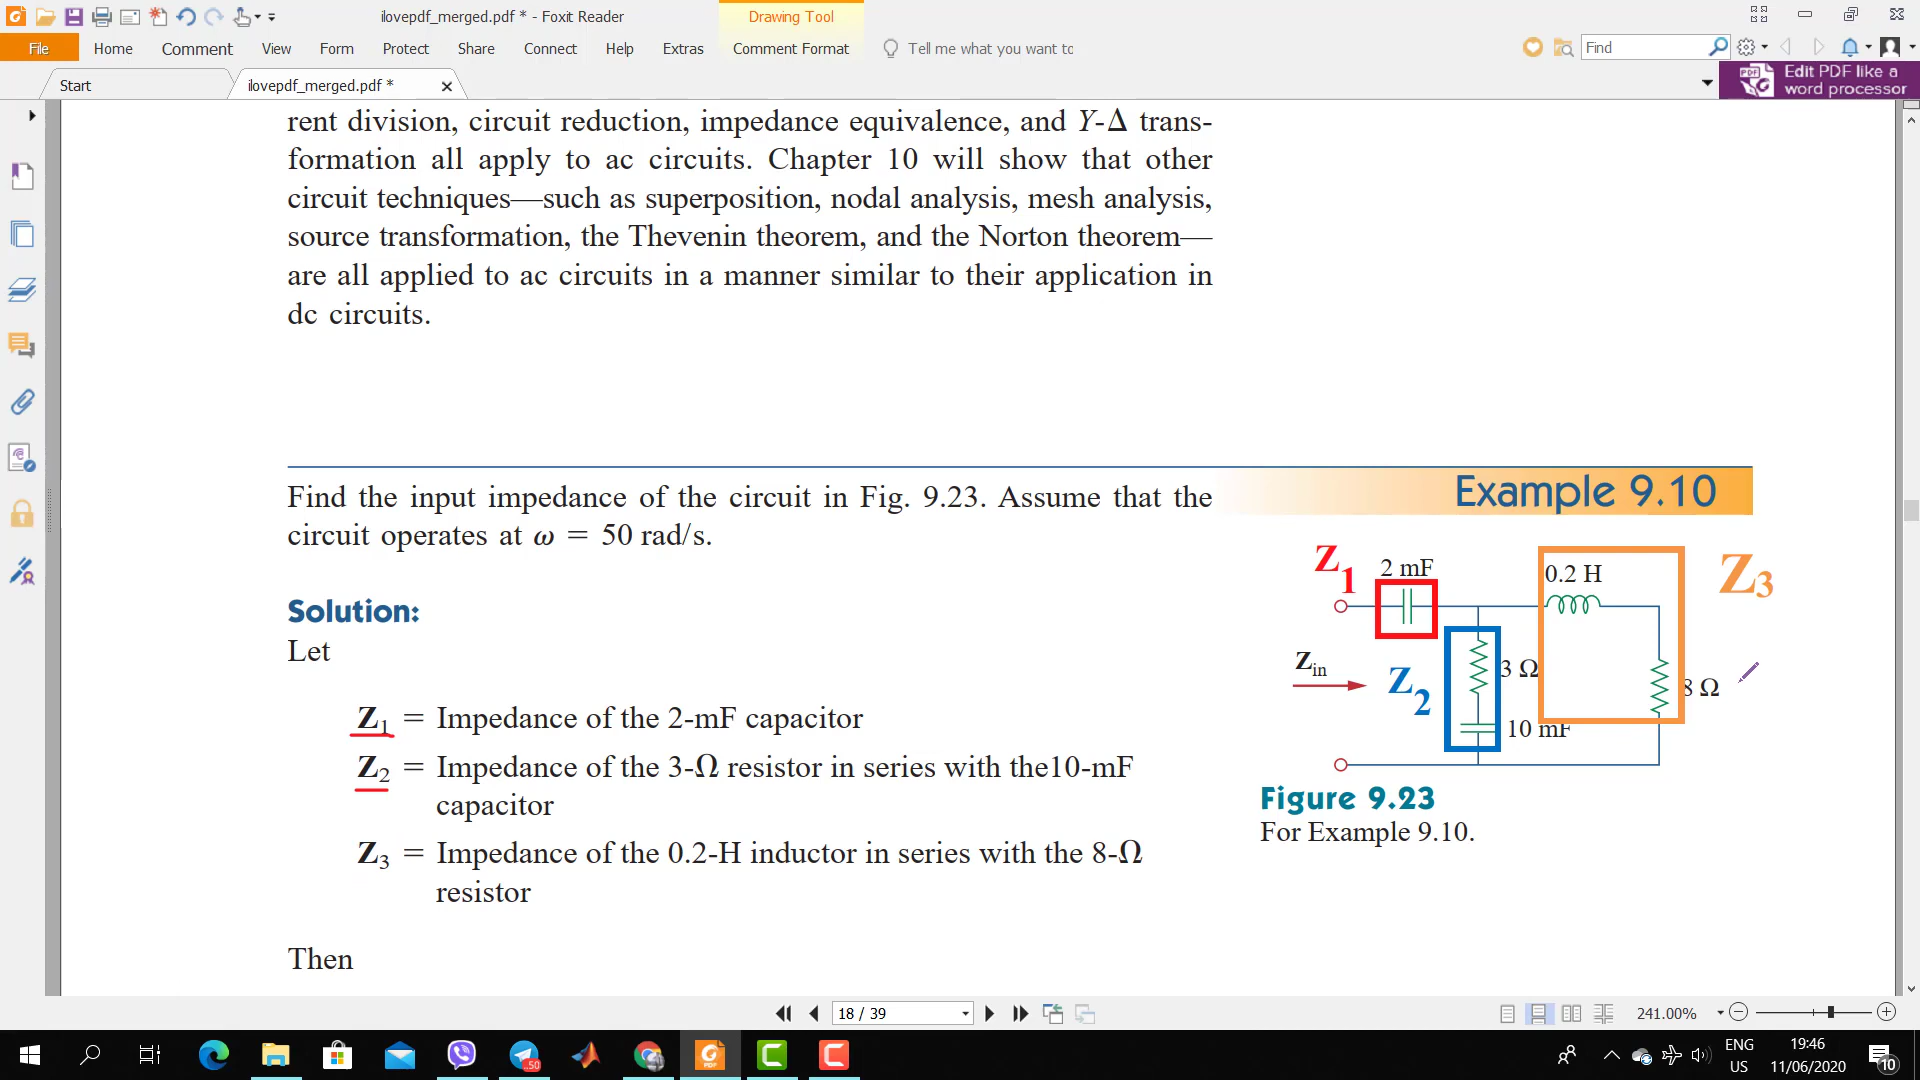 ilovepdf_merged.pdf * - Foxit Reader
Drawing Tool
File
Home
Comment
View
Form
Protect
Share
Connect
Help
Extras
Comment Format
Tell me what you want to
Find
Start
ilovepdf_merged.pdf *
Edit PDF like a
word processor
rent division, circuit reduction, impedance equivalence, and Y-Δ trans-
formation all apply to ac circuits. Chapter 10 will show that other
circuit techniques—such as superposition, nodal analysis, mesh analysis,
source transformation, the Thevenin theorem, and the Norton theorem—
are all applied to ac circuits in a manner similar to their application in
dc circuits.
Example 9.10
Find the input impedance of the circuit in Fig. 9.23. Assume that the
circuit operates at ω = 50 rad/s.
Solution:
Let
Z1 = Impedance of the 2-mF capacitor
Z2 = Impedance of the 3-Ω resistor in series with the10-mF
capacitor
Z3 = Impedance of the 0.2-H inductor in series with the 8-Ω
resistor
Then
Z1
2 mF
0.2 H
Z3
Zin
Z2
3 Ω
8 Ω
10 mF
Figure 9.23
For Example 9.10.
18 / 39
241.00%
.50
PDF
ENG
US
19:46
11/06/2020
10